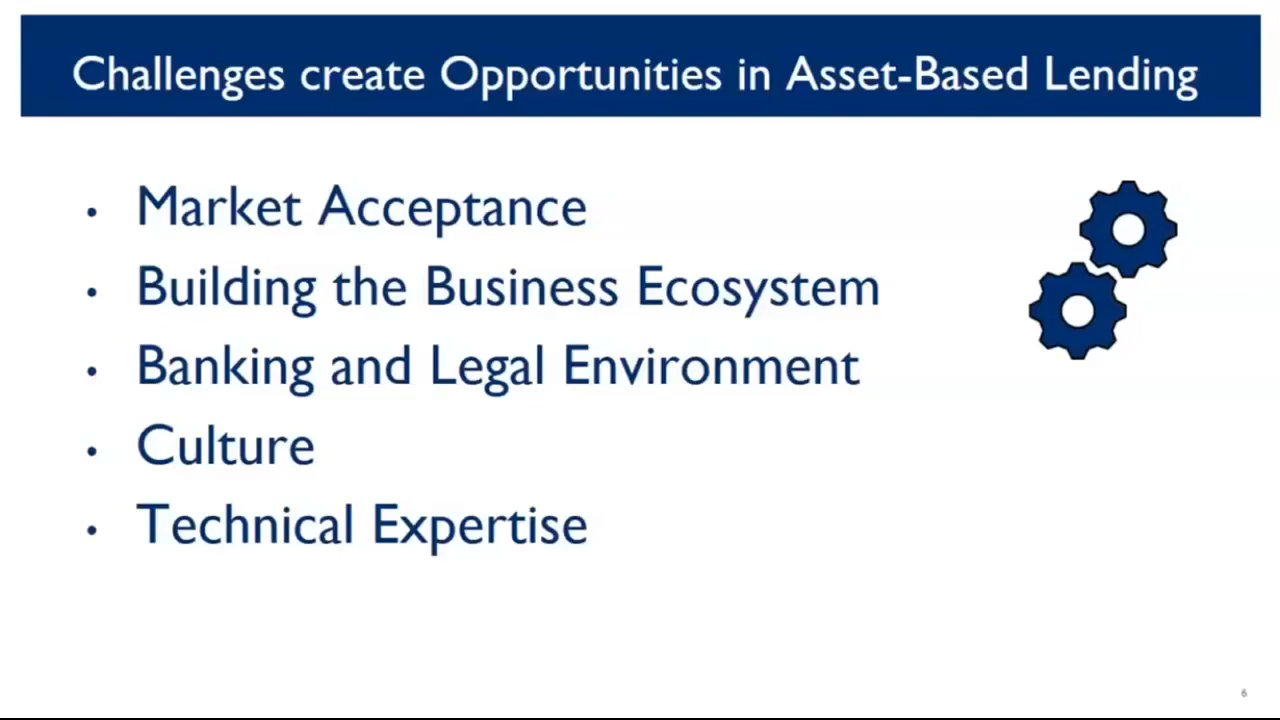 Challenges create Opportunities in Asset-Based Lending
• Market Acceptance
• Building the Business Ecosystem
• Banking and Legal Environment
• Culture
• Technical Expertise
6